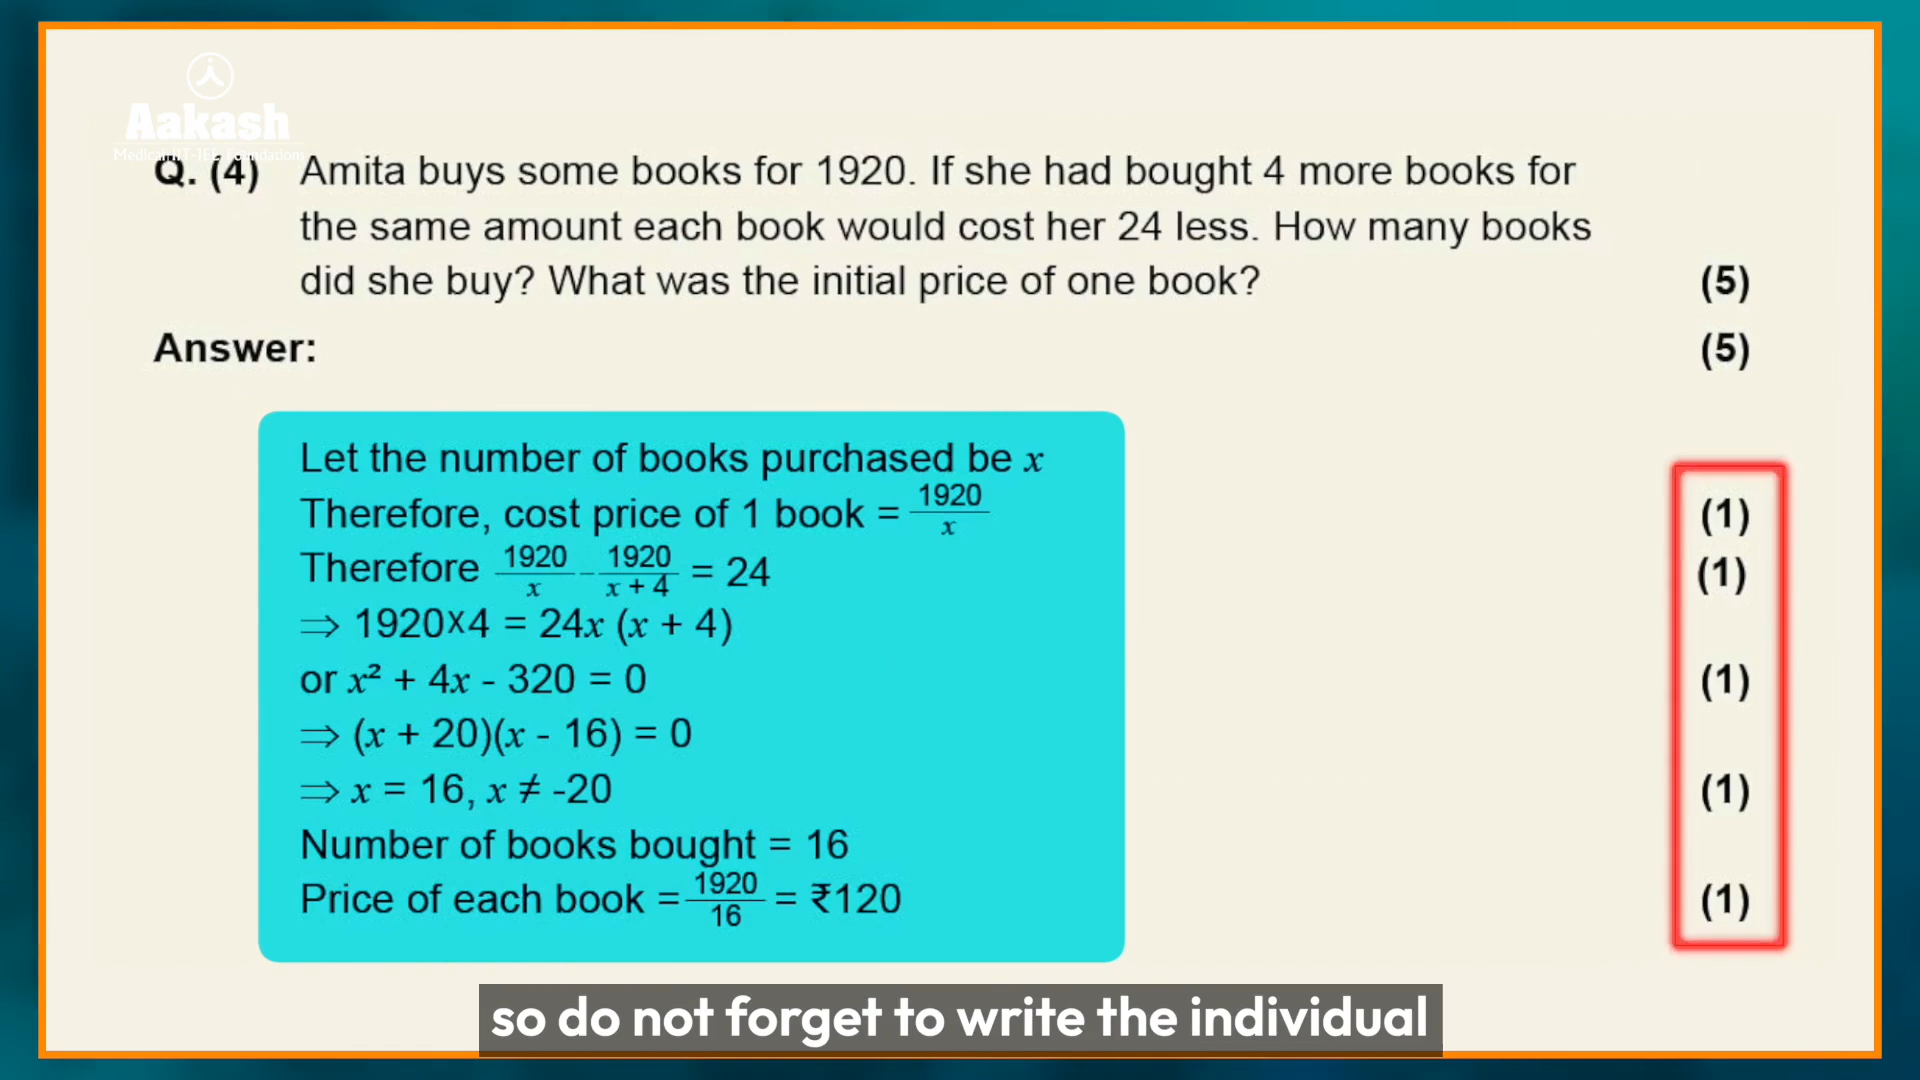 Aakash
Medical IIT-JEE Foundations
Q. (4) Amita buys some books for 1920. If she had bought 4 more books for
the same amount each book would cost her 24 less. How many books
did she buy? What was the initial price of one book? (5)
Answer: (5)
Let the number of books purchased be x
Therefore, cost price of 1 book = 1920/x (1)
Therefore 1920/x - 1920/x + 4 = 24 (1)
⇒ 1920×4 = 24x (x + 4)
or x² + 4x - 320 = 0 (1)
⇒ (x + 20)(x - 16) = 0
⇒ x = 16, x ≠ -20 (1)
Number of books bought = 16
Price of each book = 1920/16 = ₹120 (1)
so do not forget to write the individual